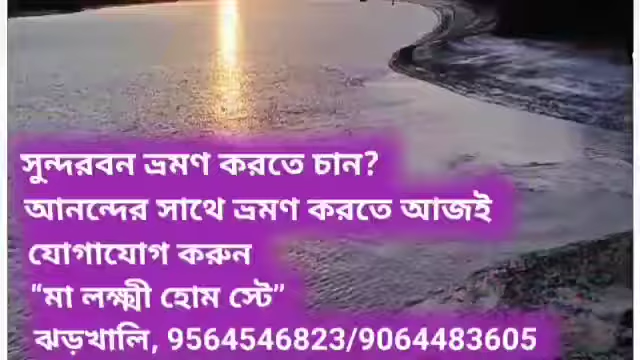 সুন্দরবন ভ্রমণ করতে চান?
আনন্দের সাথে ভ্রমণ করতে আজই
যোগাযোগ করুন
“মা লক্ষ্মী হোম স্টে”
ঝড়খালি, 9564546823/9064483605